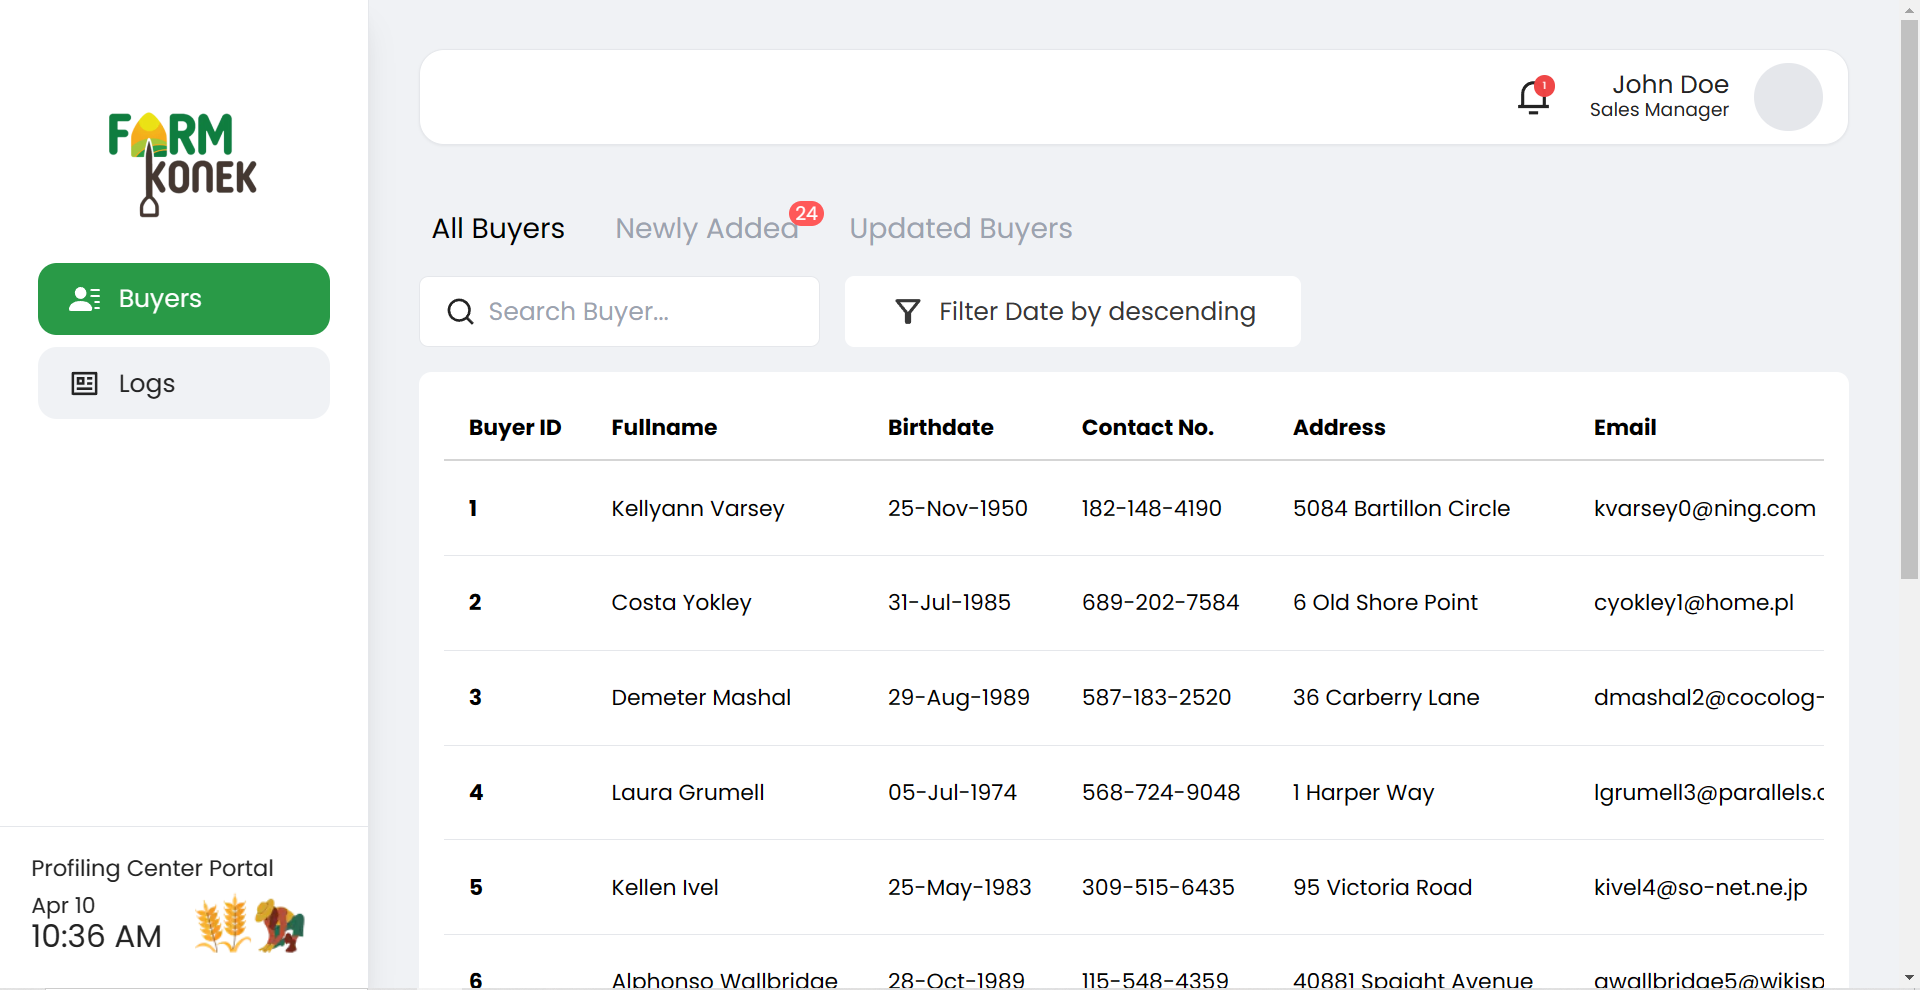 FARM
KONEK
Buyers
Logs
Profiling Center Portal
Apr 10
10:36 AM
1
John Doe
Sales Manager
All Buyers Newly Added 24 Updated Buyers
Search Buyer... Filter Date by descending
Buyer ID Fullname Birthdate Contact No. Address Email
1 Kellyann Varsey 25-Nov-1950 182-148-4190 5084 Bartillon Circle kvarsey0@ning.com
2 Costa Yokley 31-Jul-1985 689-202-7584 6 Old Shore Point cyokley1@home.pl
3 Demeter Mashal 29-Aug-1989 587-183-2520 36 Carberry Lane dmashal2@cocolog-
4 Laura Grumell 05-Jul-1974 568-724-9048 1 Harper Way lgrumell3@parallels.c
5 Kellen Ivel 25-May-1983 309-515-6435 95 Victoria Road kivel4@so-net.ne.jp
6 Alphonso Wallbridge 28-Oct-1989 115-548-4359 40881 Spaight Avenue awallbridge5@wikisp